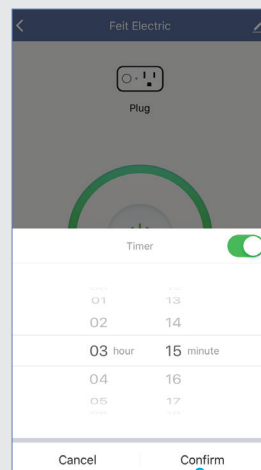 Feit Electric
Plug
Timer
01 13
02 14
03 hour 15 minute
04 16
05 17
Cancel Confirm